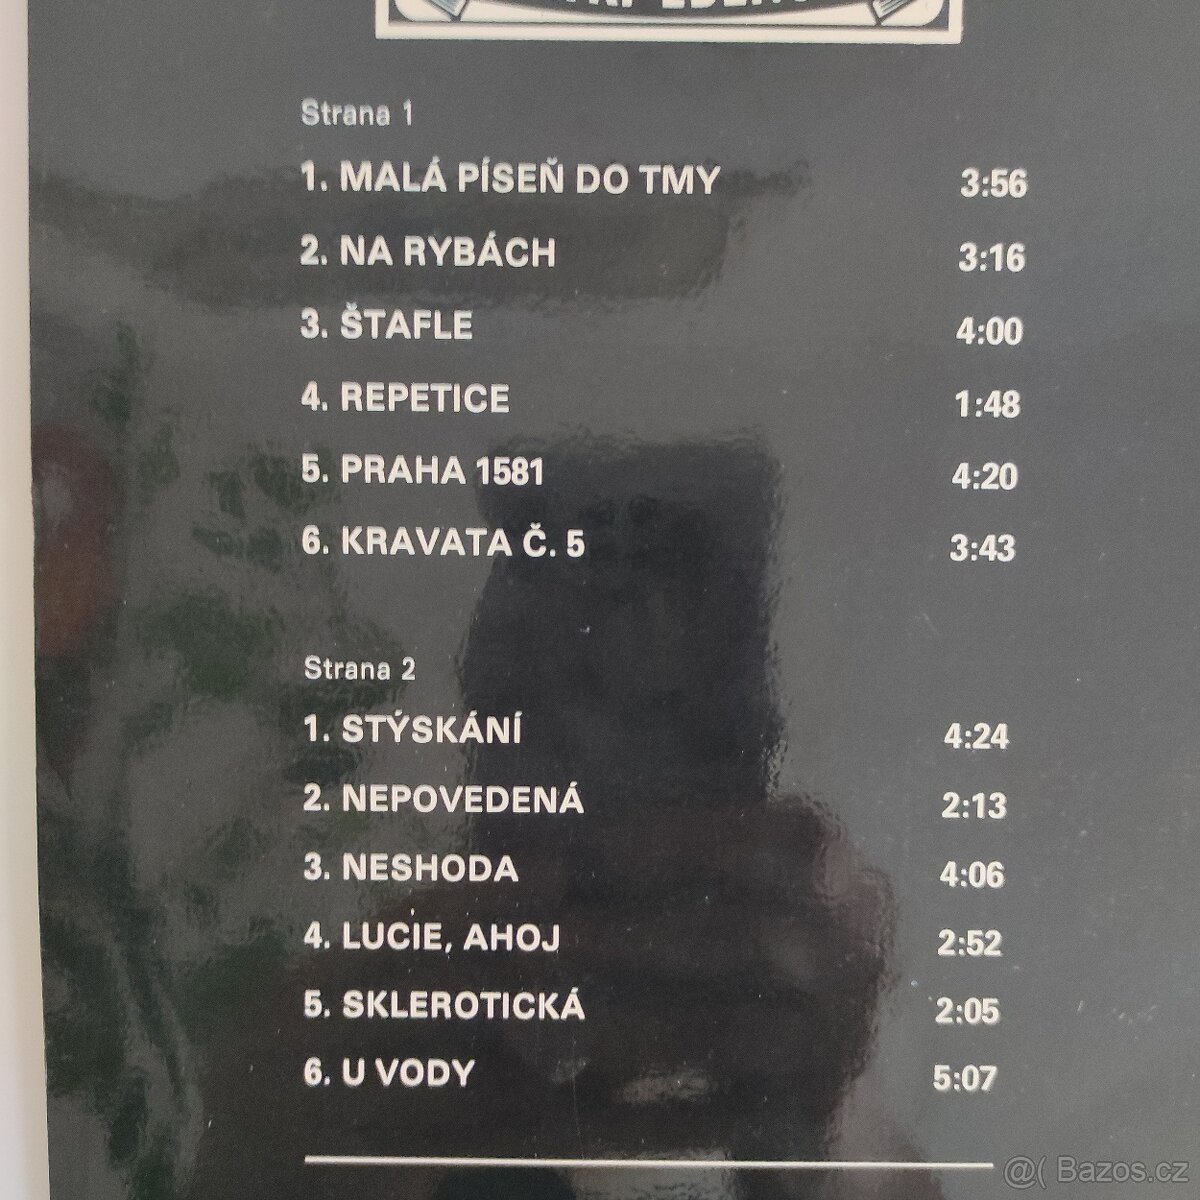 Strana 1
1. MALÁ PÍSEŇ DO TMY 3:56
2. NA RYBÁCH 3:16
3. ŠTAFLE 4:00
4. REPETICE 1:48
5. PRAHA 1581 4:20
6. KRAVATA Č. 5 3:43
Strana 2
1. STÝSKÁNÍ 4:24
2. NEPOVEDENÁ 2:13
3. NESHODA 4:06
4. LUCIE, AHOJ 2:52
5. SKLEROTICKÁ 2:05
6. U VODY 5:07
@( Bazos.cz